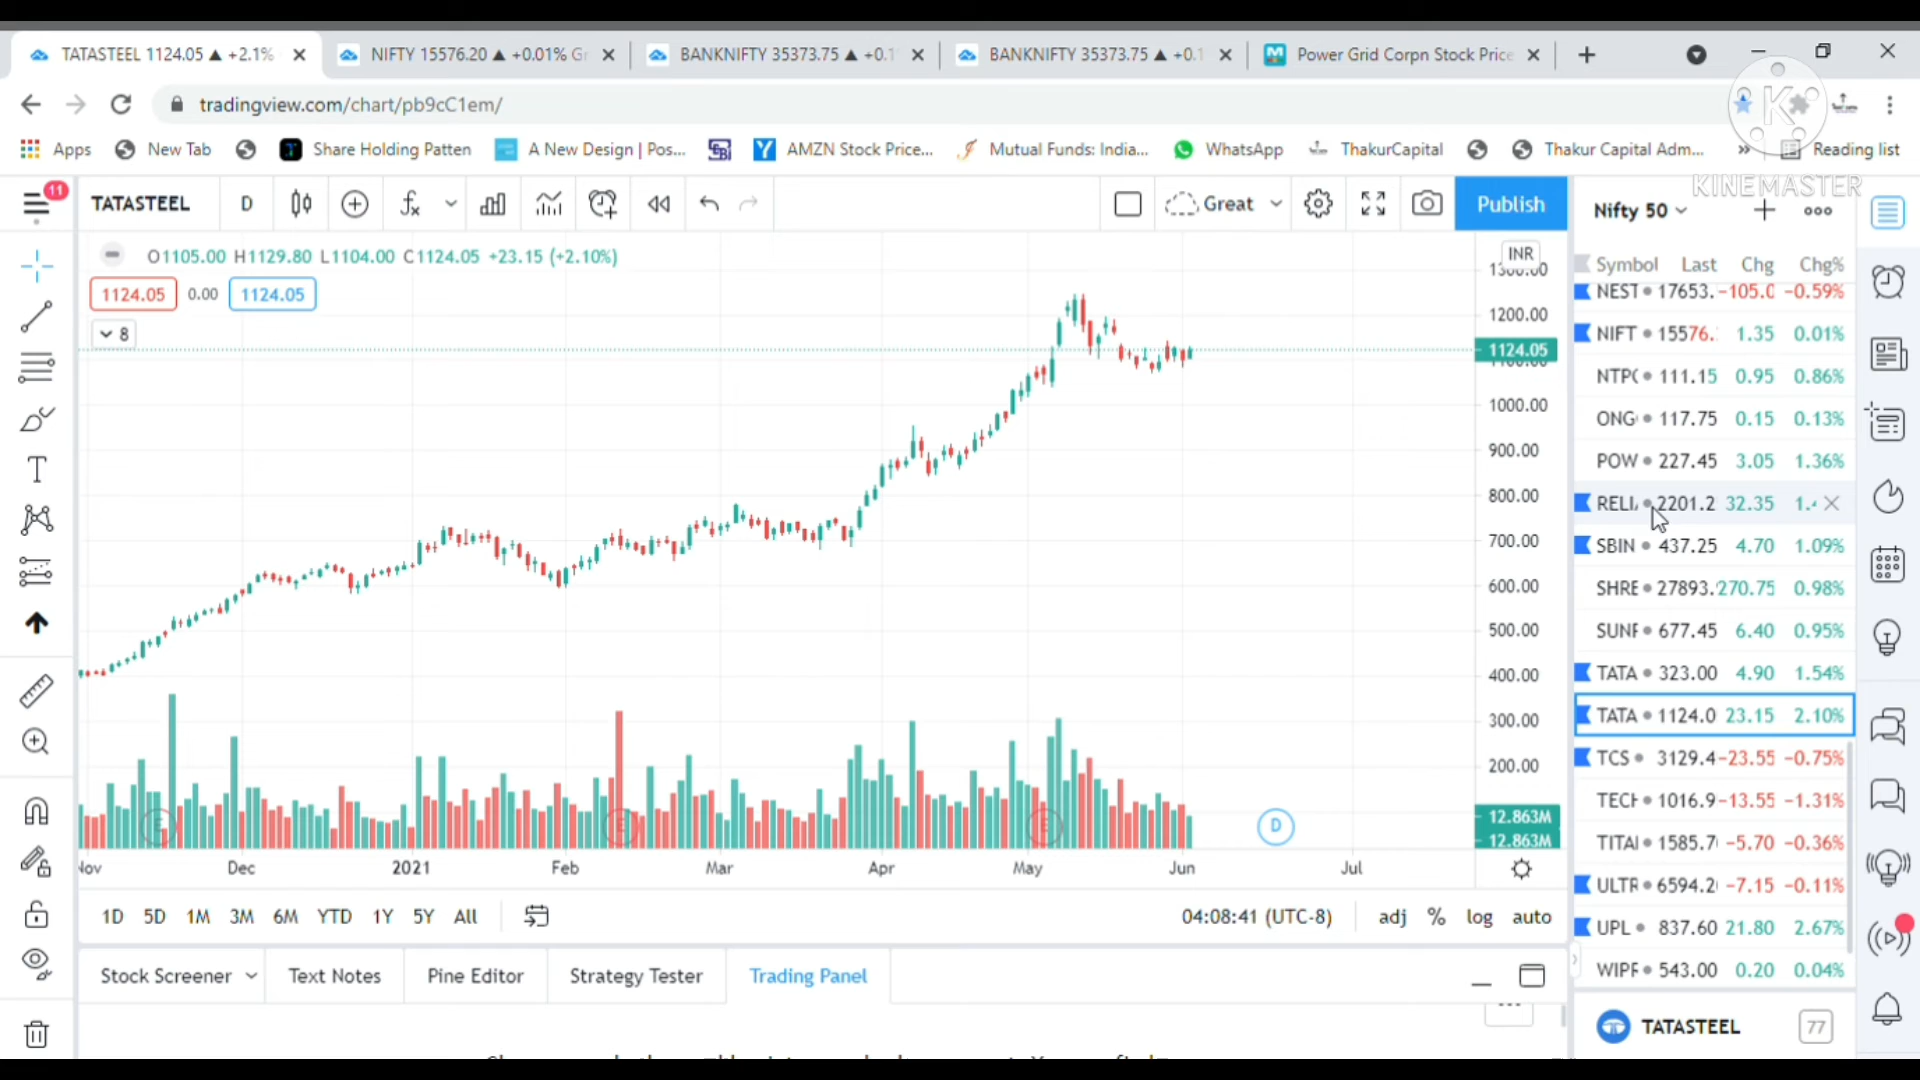 TATASTEEL 1124.05 ▲ +2.1%
NIFTY 15576.20 ▲ +0.01% Gr
BANKNIFTY 35373.75 ▲ +0.1
BANKNIFTY 35373.75 ▲ +0.1
Power Grid Corpn Stock Price
tradingview.com/chart/pb9cC1em/
K
Apps New Tab Share Holding Patten A New Design | Pos... AMZN Stock Price... Mutual Funds: India... WhatsApp ThakurCapital Thakur Capital Adm... » Reading list
KINEMASTER
11
TATASTEEL D Great Publish
Nifty 50
O1105.00 H1129.80 L1104.00 C1124.05 +23.15 (+2.10%)
1124.05 0.00 1124.05
8
INR
1300.00
1200.00
1124.05
1100.00
1000.00
900.00
800.00
700.00
600.00
500.00
400.00
300.00
200.00
12.863M
12.863M
E E E D
Nov Dec 2021 Feb Mar Apr May Jun Jul
1D 5D 1M 3M 6M YTD 1Y 5Y All
04:08:41 (UTC-8) adj % log auto
Stock Screener Text Notes Pine Editor Strategy Tester Trading Panel
Symbol Last Chg Chg%
NEST 17653. -105.0 -0.59%
NIFT 15576. 1.35 0.01%
NTPC 111.15 0.95 0.86%
ONG 117.75 0.15 0.13%
POW 227.45 3.05 1.36%
RELI 2201.2 32.35 1.4
SBIN 437.25 4.70 1.09%
SHRE 27893. 270.75 0.98%
SUNF 677.45 6.40 0.95%
TATA 323.00 4.90 1.54%
TATA 1124.0 23.15 2.10%
TCS 3129.4 -23.55 -0.75%
TECH 1016.9 -13.55 -1.31%
TITAI 1585.7 -5.70 -0.36%
ULTR 6594.2 -7.15 -0.11%
UPL 837.60 21.80 2.67%
WIPR 543.00 0.20 0.04%
TATASTEEL 77